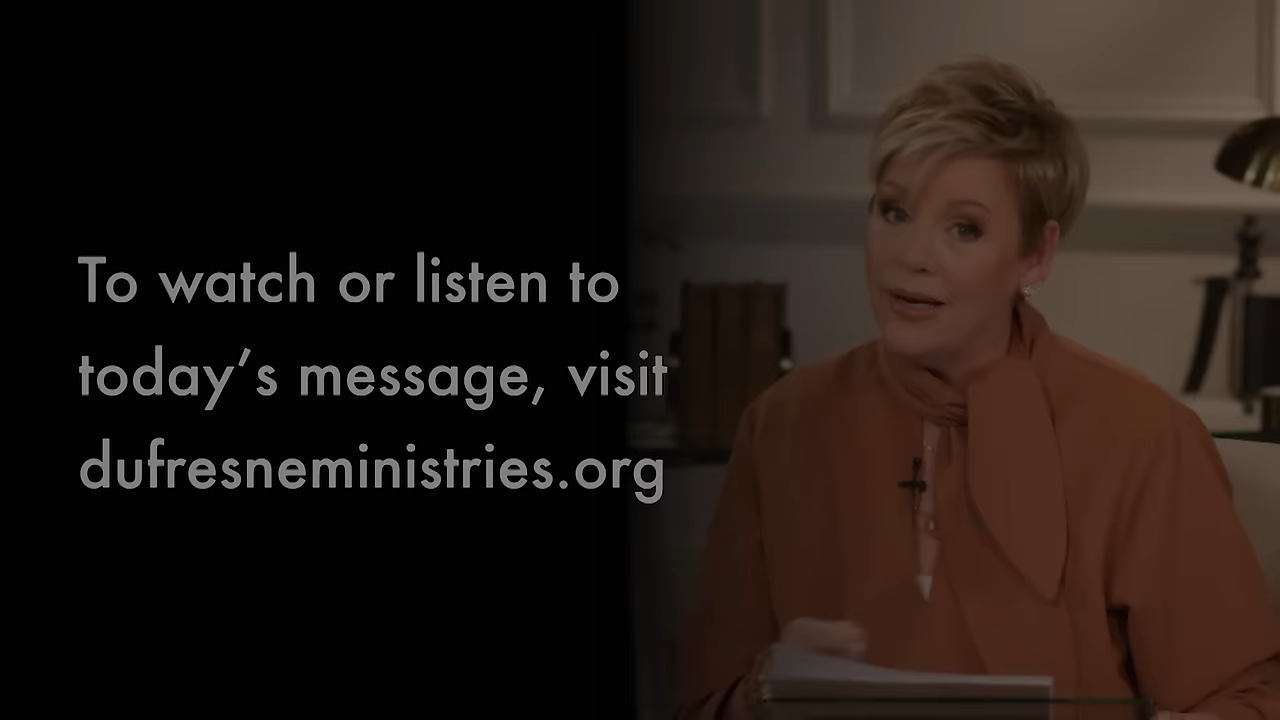 To watch or listen to
today’s message, visit
dufresneministries.org